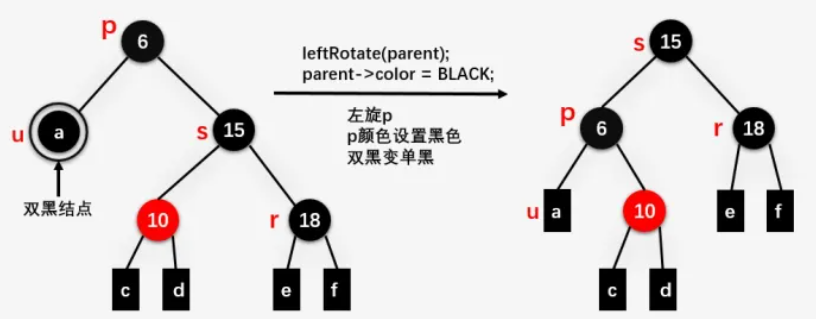 p
6
u
a
s
15
双黑结点
10
r
18
c
d
e
f
leftRotate(parent);
parent->color = BLACK;
左旋p
p颜色设置黑色
双黑变单黑
s
15
p
6
r
18
u
a
10
e
f
c
d